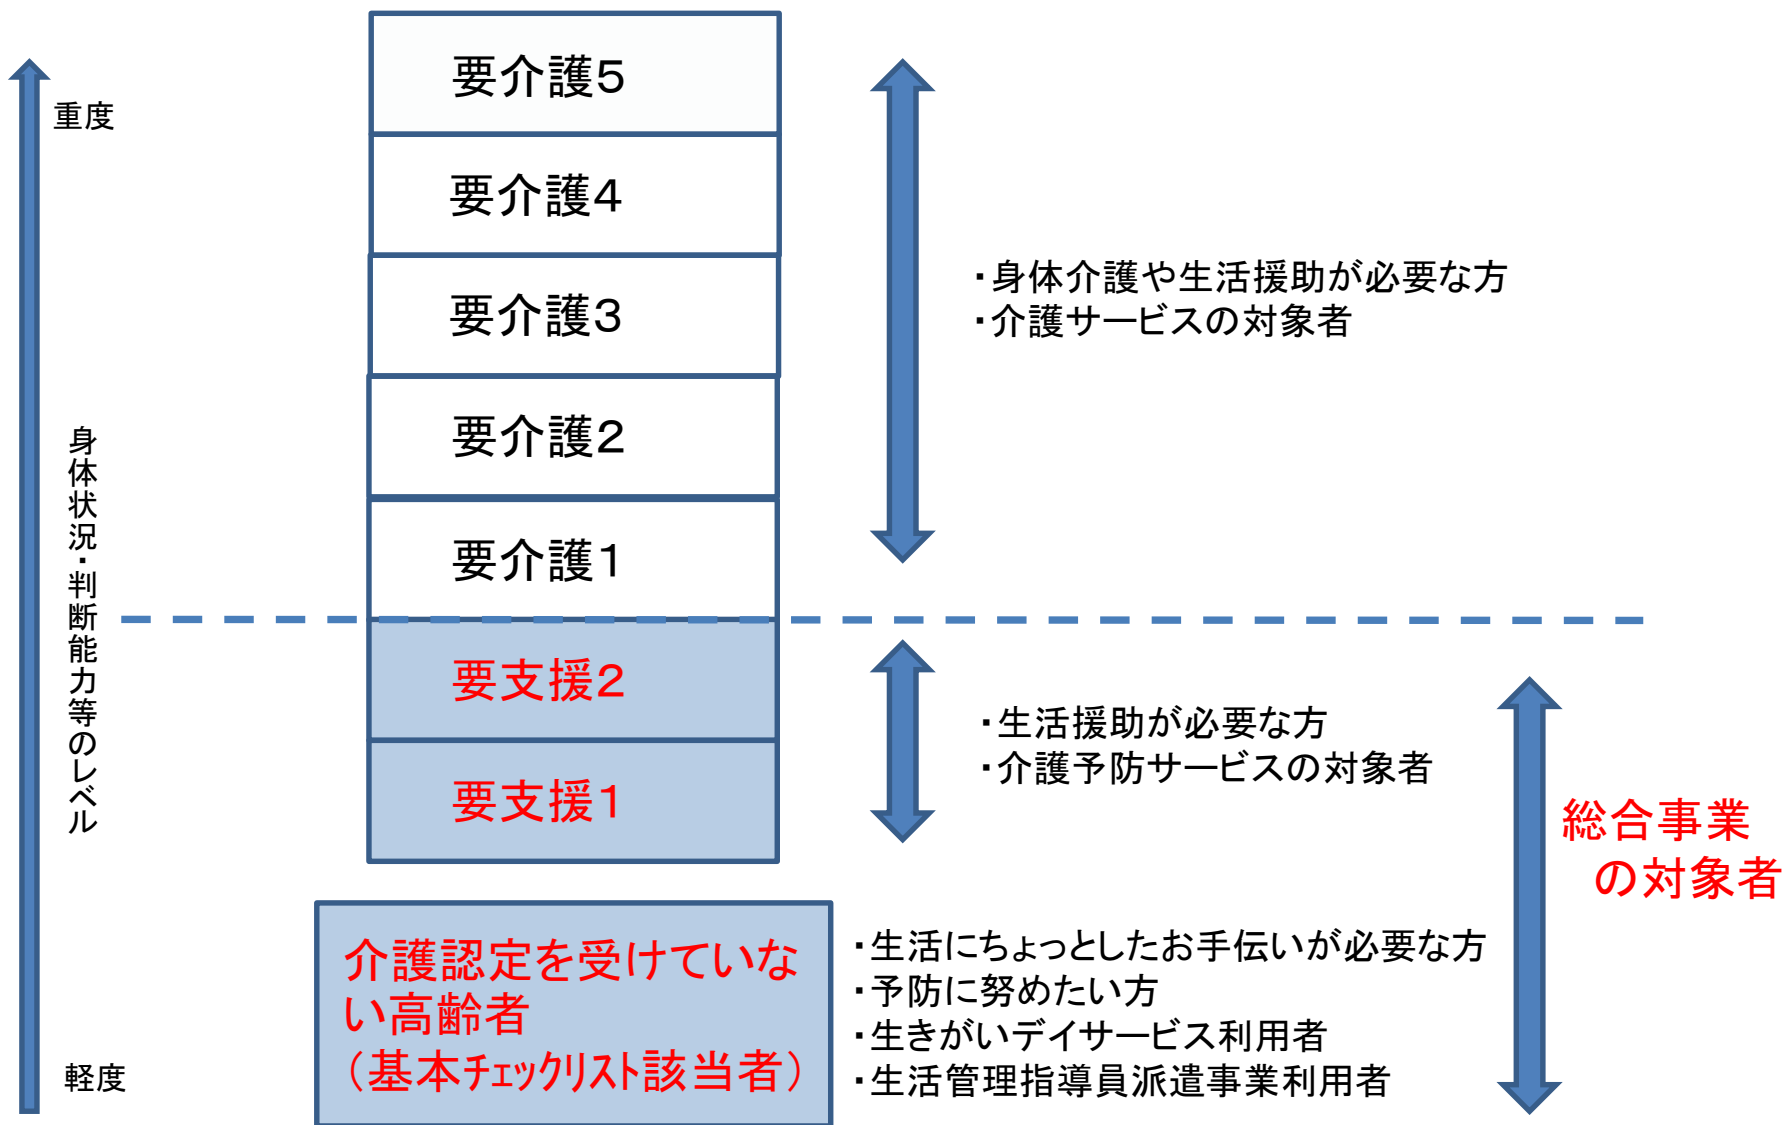 重度
身体状況・判断能力等のレベル
軽度
要介護5
要介護4
要介護3
要介護2
要介護1
要支援2
要支援1
介護認定を受けていな
い高齢者
（基本チェックリスト該当者）
・身体介護や生活援助が必要な方
・介護サービスの対象者
・生活援助が必要な方
・介護予防サービスの対象者
・生活にちょっとしたお手伝いが必要な方
・予防に努めたい方
・生きがいデイサービス利用者
・生活管理指導員派遣事業利用者
総合事業
の対象者